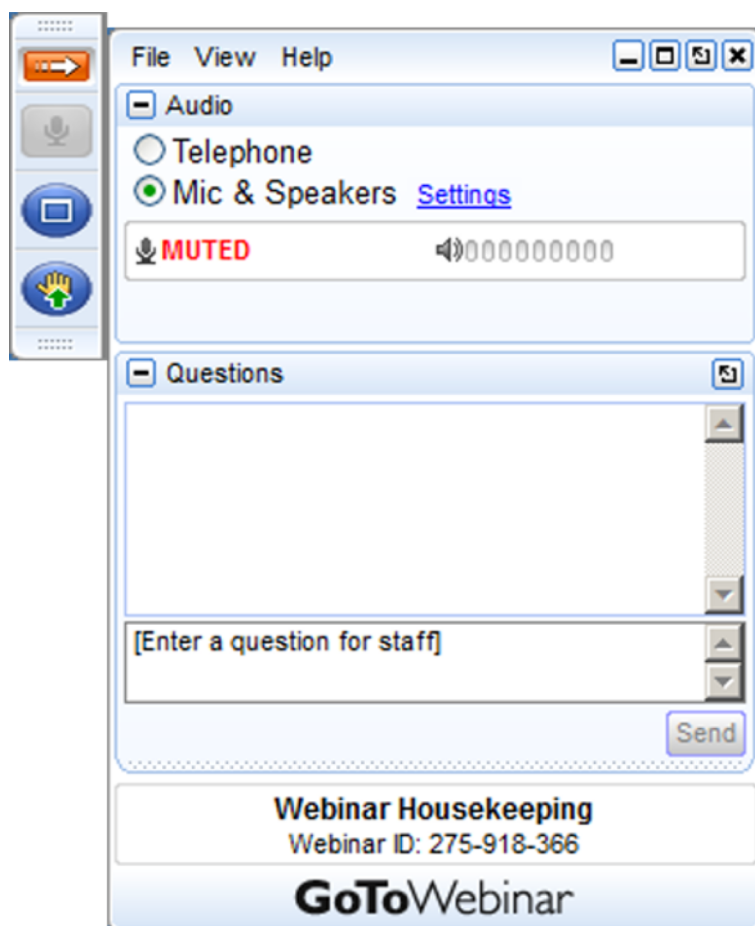 File View Help
Audio
Telephone
Mic & Speakers Settings
MUTED 000000000
Questions
[Enter a question for staff]
Send
Webinar Housekeeping
Webinar ID: 275-918-366
GoToWebinar